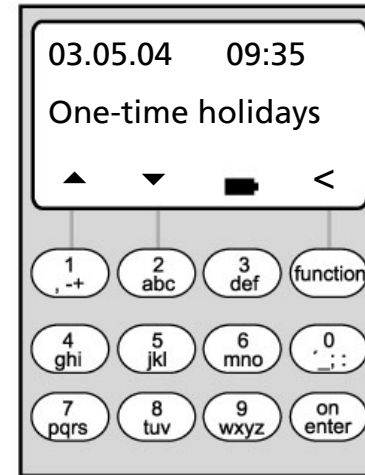 03.05.04 09:35
One-time holidays
<
1 2 3 function
, -+ abc def
4 5 6 0
ghi jkl mno ´_; :
7 8 9 on
pqrs tuv wxyz enter